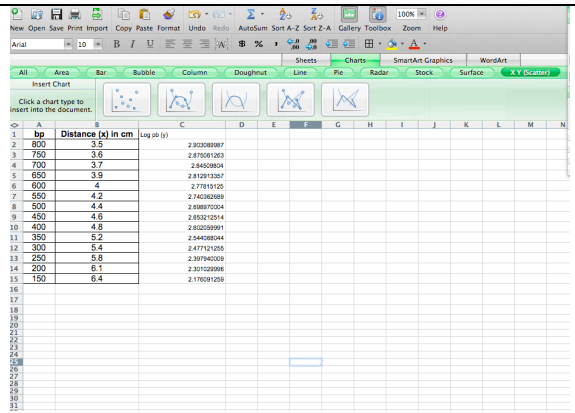 New Open Save Print Import Copy Paste Format Undo Redo AutoSum Sort A-Z Sort Z-A Gallery Toolbox Zoom Help
100%
Arial 10 B I U $ %
Sheets Charts SmartArt Graphics WordArt
All Area Bar Bubble Column Doughnut Line Pie Radar Stock Surface X Y (Scatter)
Insert Chart
Click a chart type to
insert into the document.
A B C D E F G H I J K L M N
1 bp Distance (x) in cm Log pb (y)
2 800 3.5 2.903089987
3 750 3.6 2.875061263
4 700 3.7 2.84509804
5 650 3.9 2.812913357
6 600 4 2.77815125
7 550 4.2 2.740362689
8 500 4.4 2.698970004
9 450 4.6 2.653212514
10 400 4.8 2.602059991
11 350 5.2 2.544068044
12 300 5.4 2.477121255
13 250 5.8 2.397940009
14 200 6.1 2.301029996
15 150 6.4 2.176091259
16
17
18
19
20
21
22
23
24
25
26
27
28
29
30
31